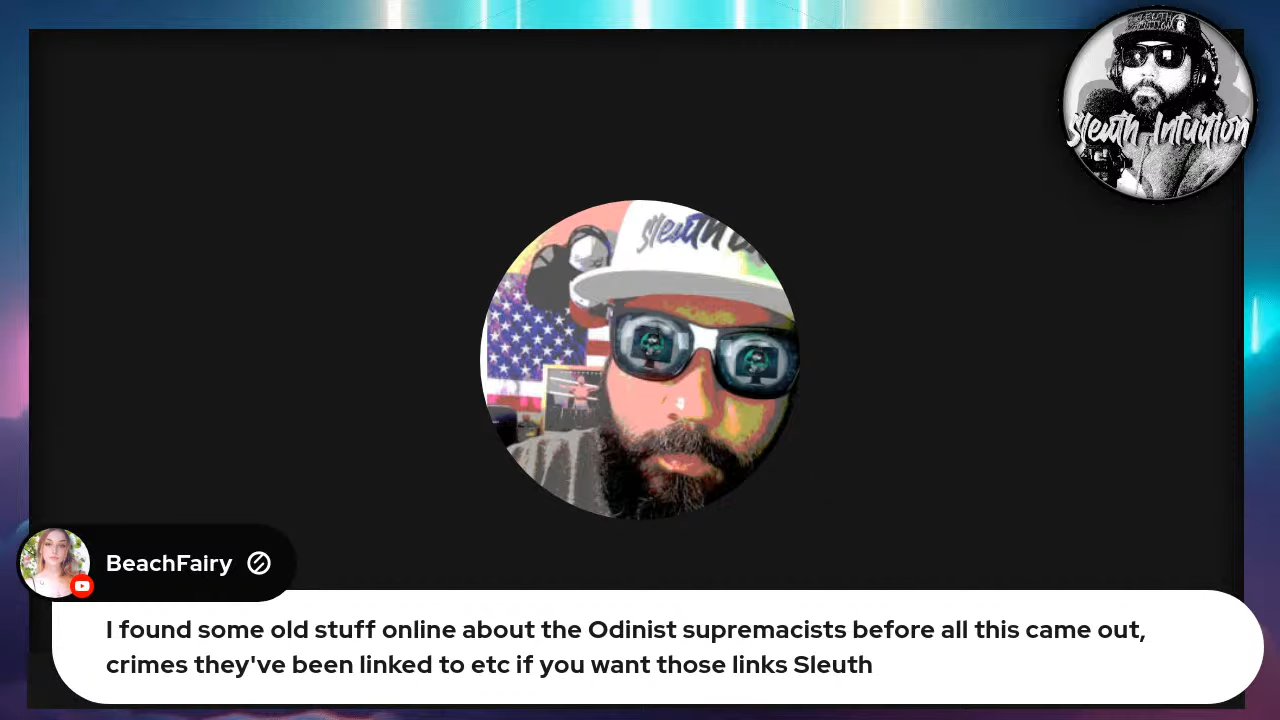 Sleuth Intuition
BeachFairy
I found some old stuff online about the Odinist supremacists before all this came out,
crimes they've been linked to etc if you want those links Sleuth